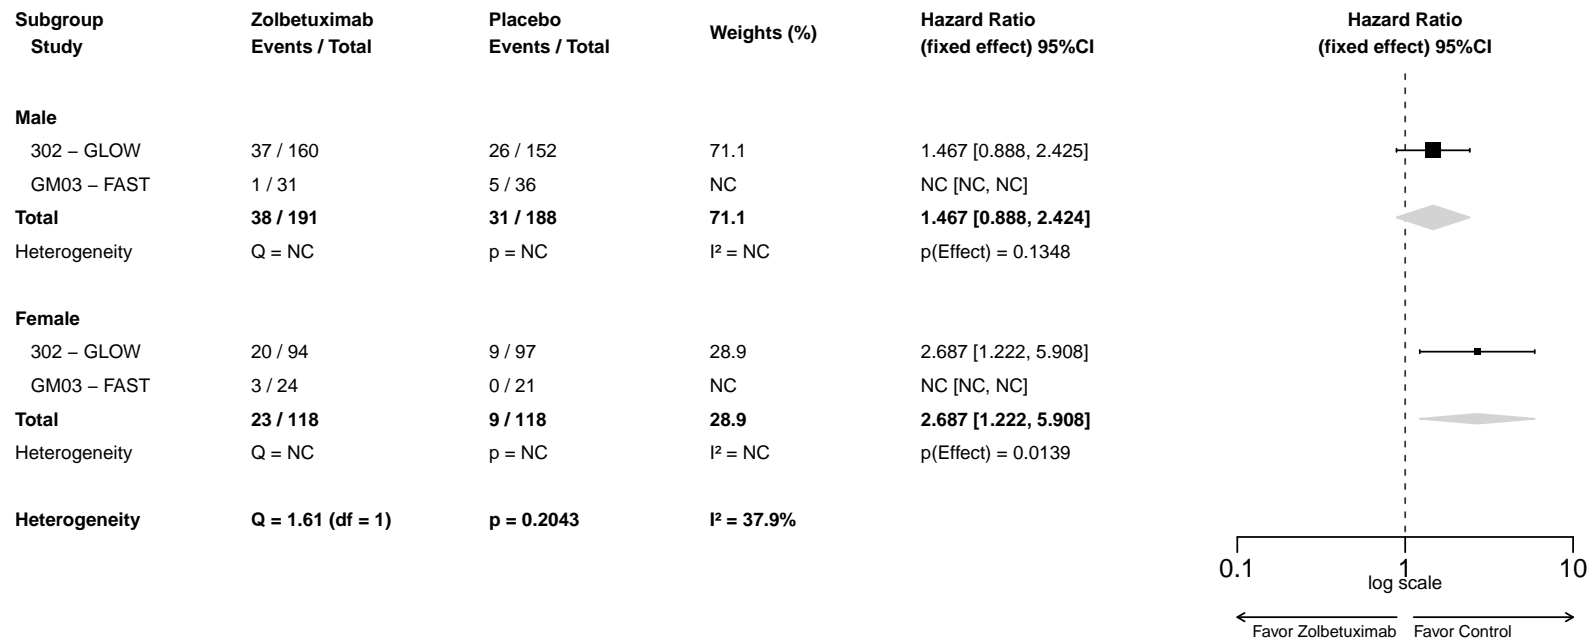 Subgroup Zolbetuximab Placebo Weights (%) Hazard Ratio Hazard Ratio
Study Events / Total Events / Total (fixed effect) 95%CI (fixed effect) 95%CI
Male
302 – GLOW 37 / 160 26 / 152 71.1 1.467 [0.888, 2.425]
GM03 – FAST 1 / 31 5 / 36 NC NC [NC, NC]
Total 38 / 191 31 / 188 71.1 1.467 [0.888, 2.424]
Heterogeneity Q = NC p = NC I² = NC p(Effect) = 0.1348
Female
302 – GLOW 20 / 94 9 / 97 28.9 2.687 [1.222, 5.908]
GM03 – FAST 3 / 24 0 / 21 NC NC [NC, NC]
Total 23 / 118 9 / 118 28.9 2.687 [1.222, 5.908]
Heterogeneity Q = NC p = NC I² = NC p(Effect) = 0.0139
Heterogeneity Q = 1.61 (df = 1) p = 0.2043 I² = 37.9%
0.1 1 10
log scale
Favor Zolbetuximab Favor Control